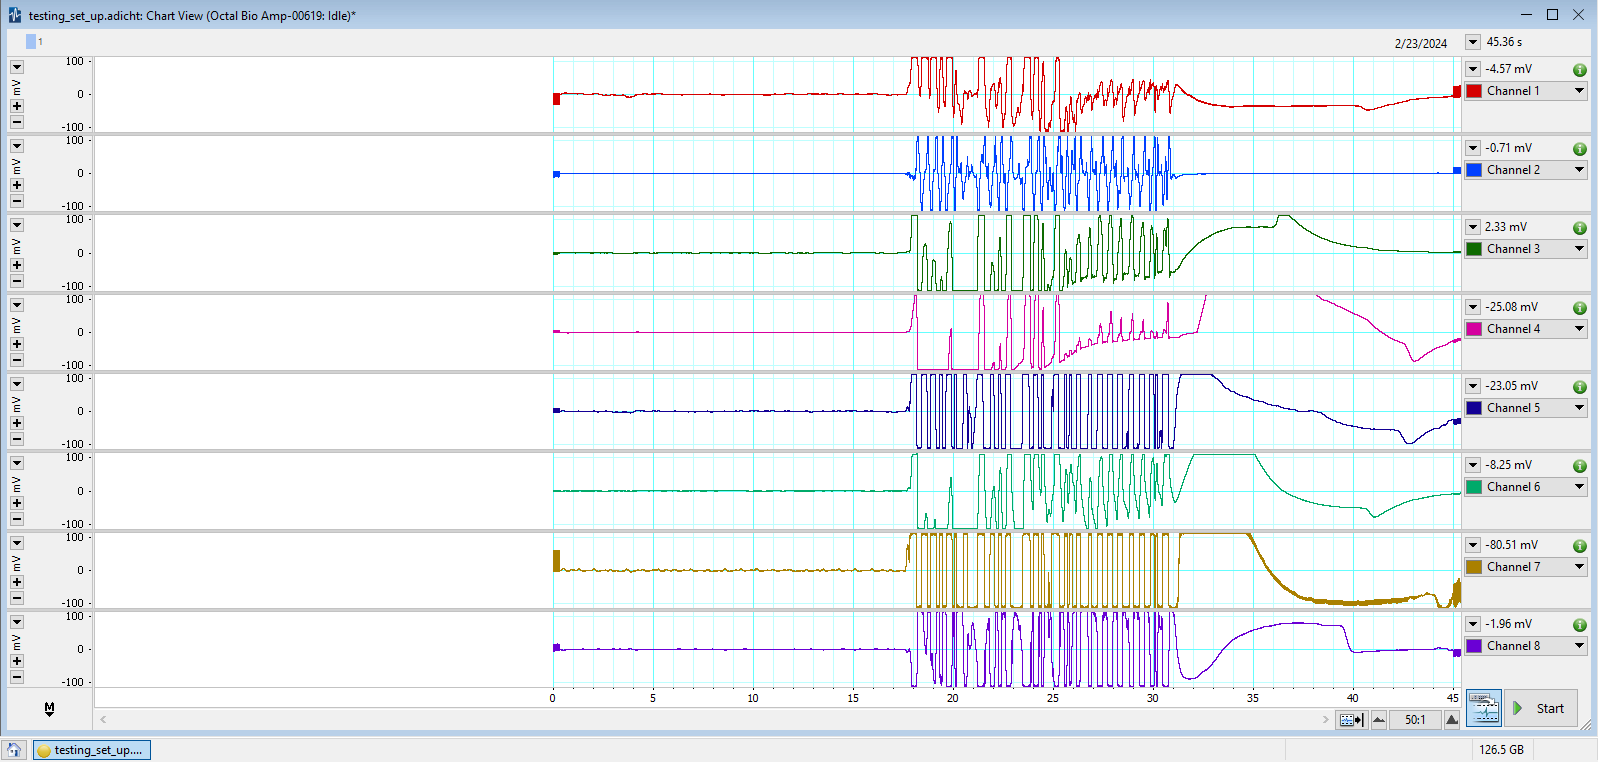 testing_set_up.adicht: Chart View (Octal Bio Amp-00619: Idle)*
1
2/23/2024
45.36 s
100
0
-100
mV
-4.57 mV
Channel 1
100
0
-100
mV
-0.71 mV
Channel 2
100
0
-100
mV
2.33 mV
Channel 3
100
0
-100
mV
-25.08 mV
Channel 4
100
0
-100
mV
-23.05 mV
Channel 5
100
0
-100
mV
-8.25 mV
Channel 6
100
0
-100
mV
-80.51 mV
Channel 7
100
0
-100
mV
-1.96 mV
Channel 8
0 5 10 15 20 25 30 35 40 45
M
50:1
Start
testing_set_up....
126.5 GB